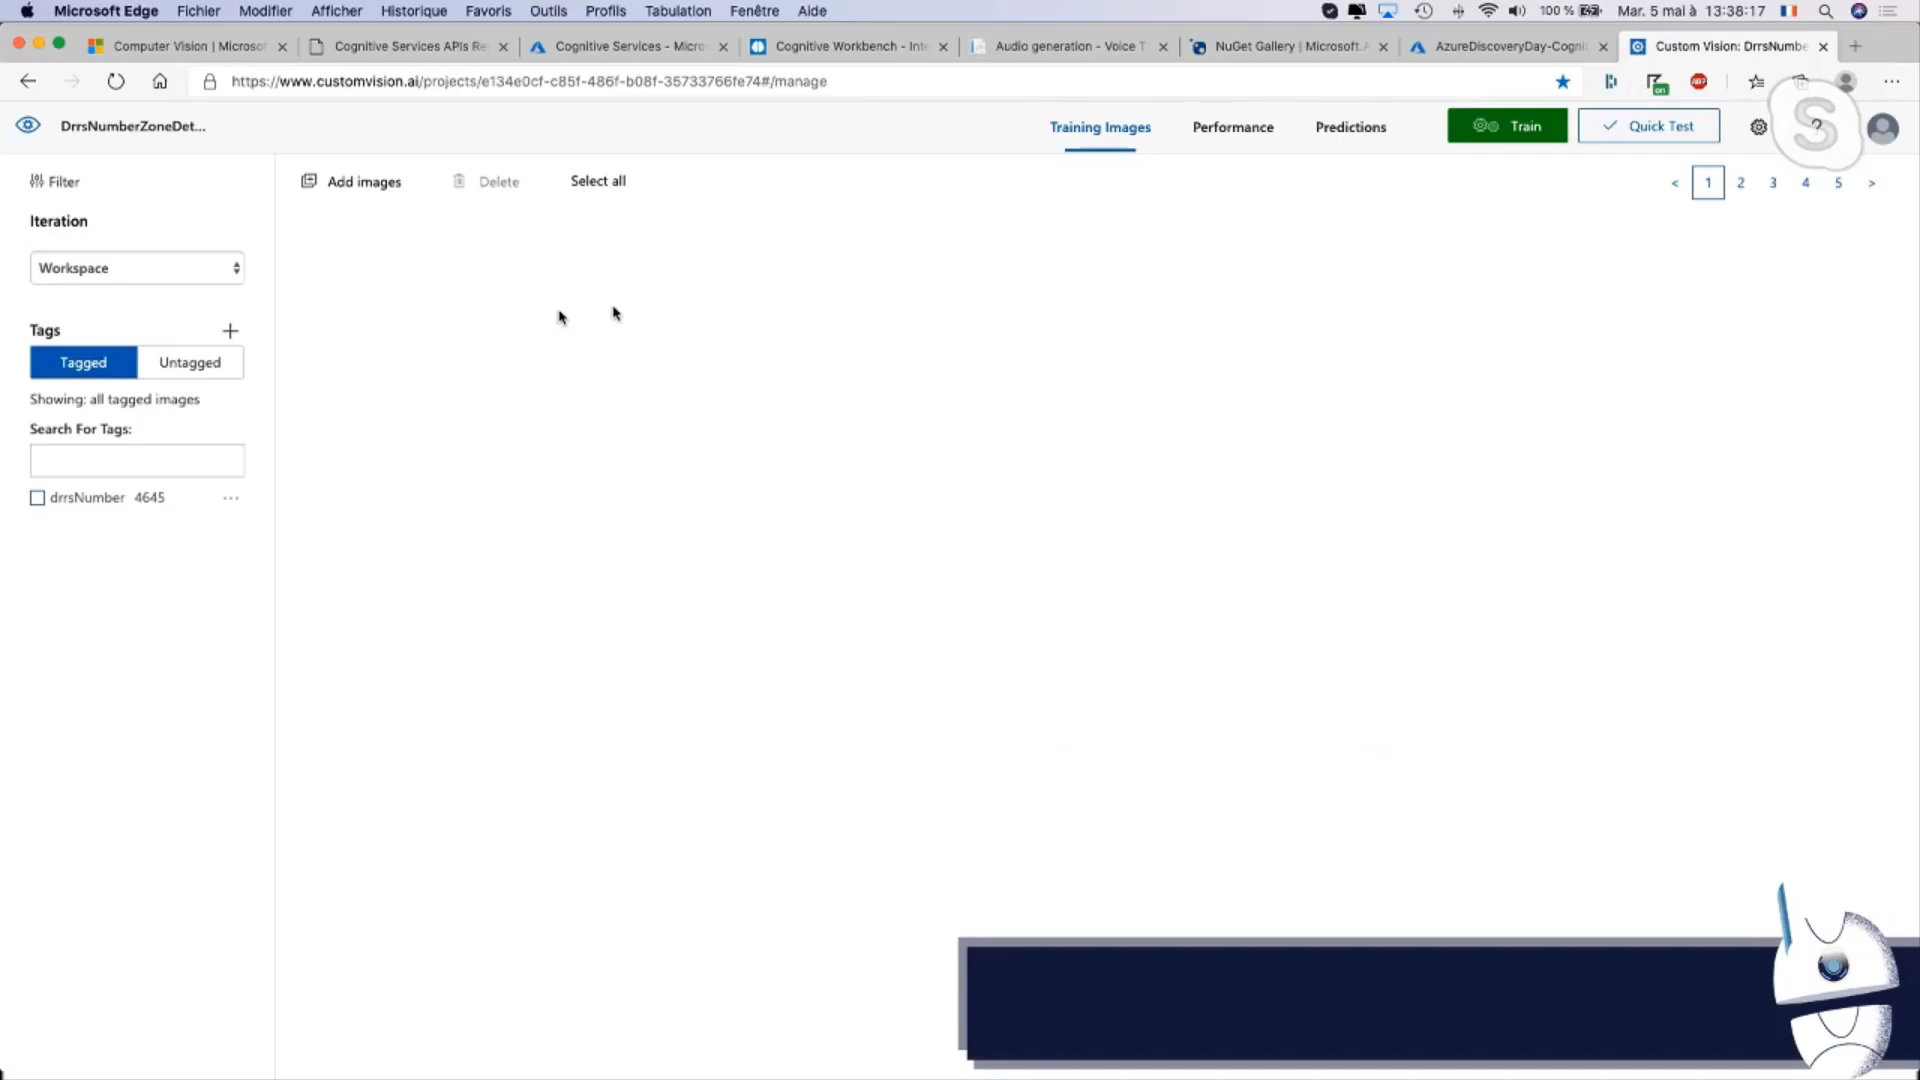 Microsoft Edge Fichier Modifier Afficher Historique Favoris Outils Profils Tabulation Fenêtre Aide 100 % Mar. 5 mai à 13:38:17
Computer Vision | Microsof Cognitive Services APIs Re Cognitive Services - Micro Cognitive Workbench - Inte Audio generation - Voice T NuGet Gallery | Microsoft.A AzureDiscoveryDay-Cogni Custom Vision: DrrsNumbe
https://www.customvision.ai/projects/e134e0cf-c85f-486f-b08f-35733766fe74#/manage
on ABP
DrrsNumberZoneDet... Training Images Performance Predictions Train Quick Test ?
S
Filter Add images Delete Select all < 1 2 3 4 5 >
Iteration
Workspace
Tags
Tagged Untagged
Showing: all tagged images
Search For Tags:
drrsNumber 4645 ...